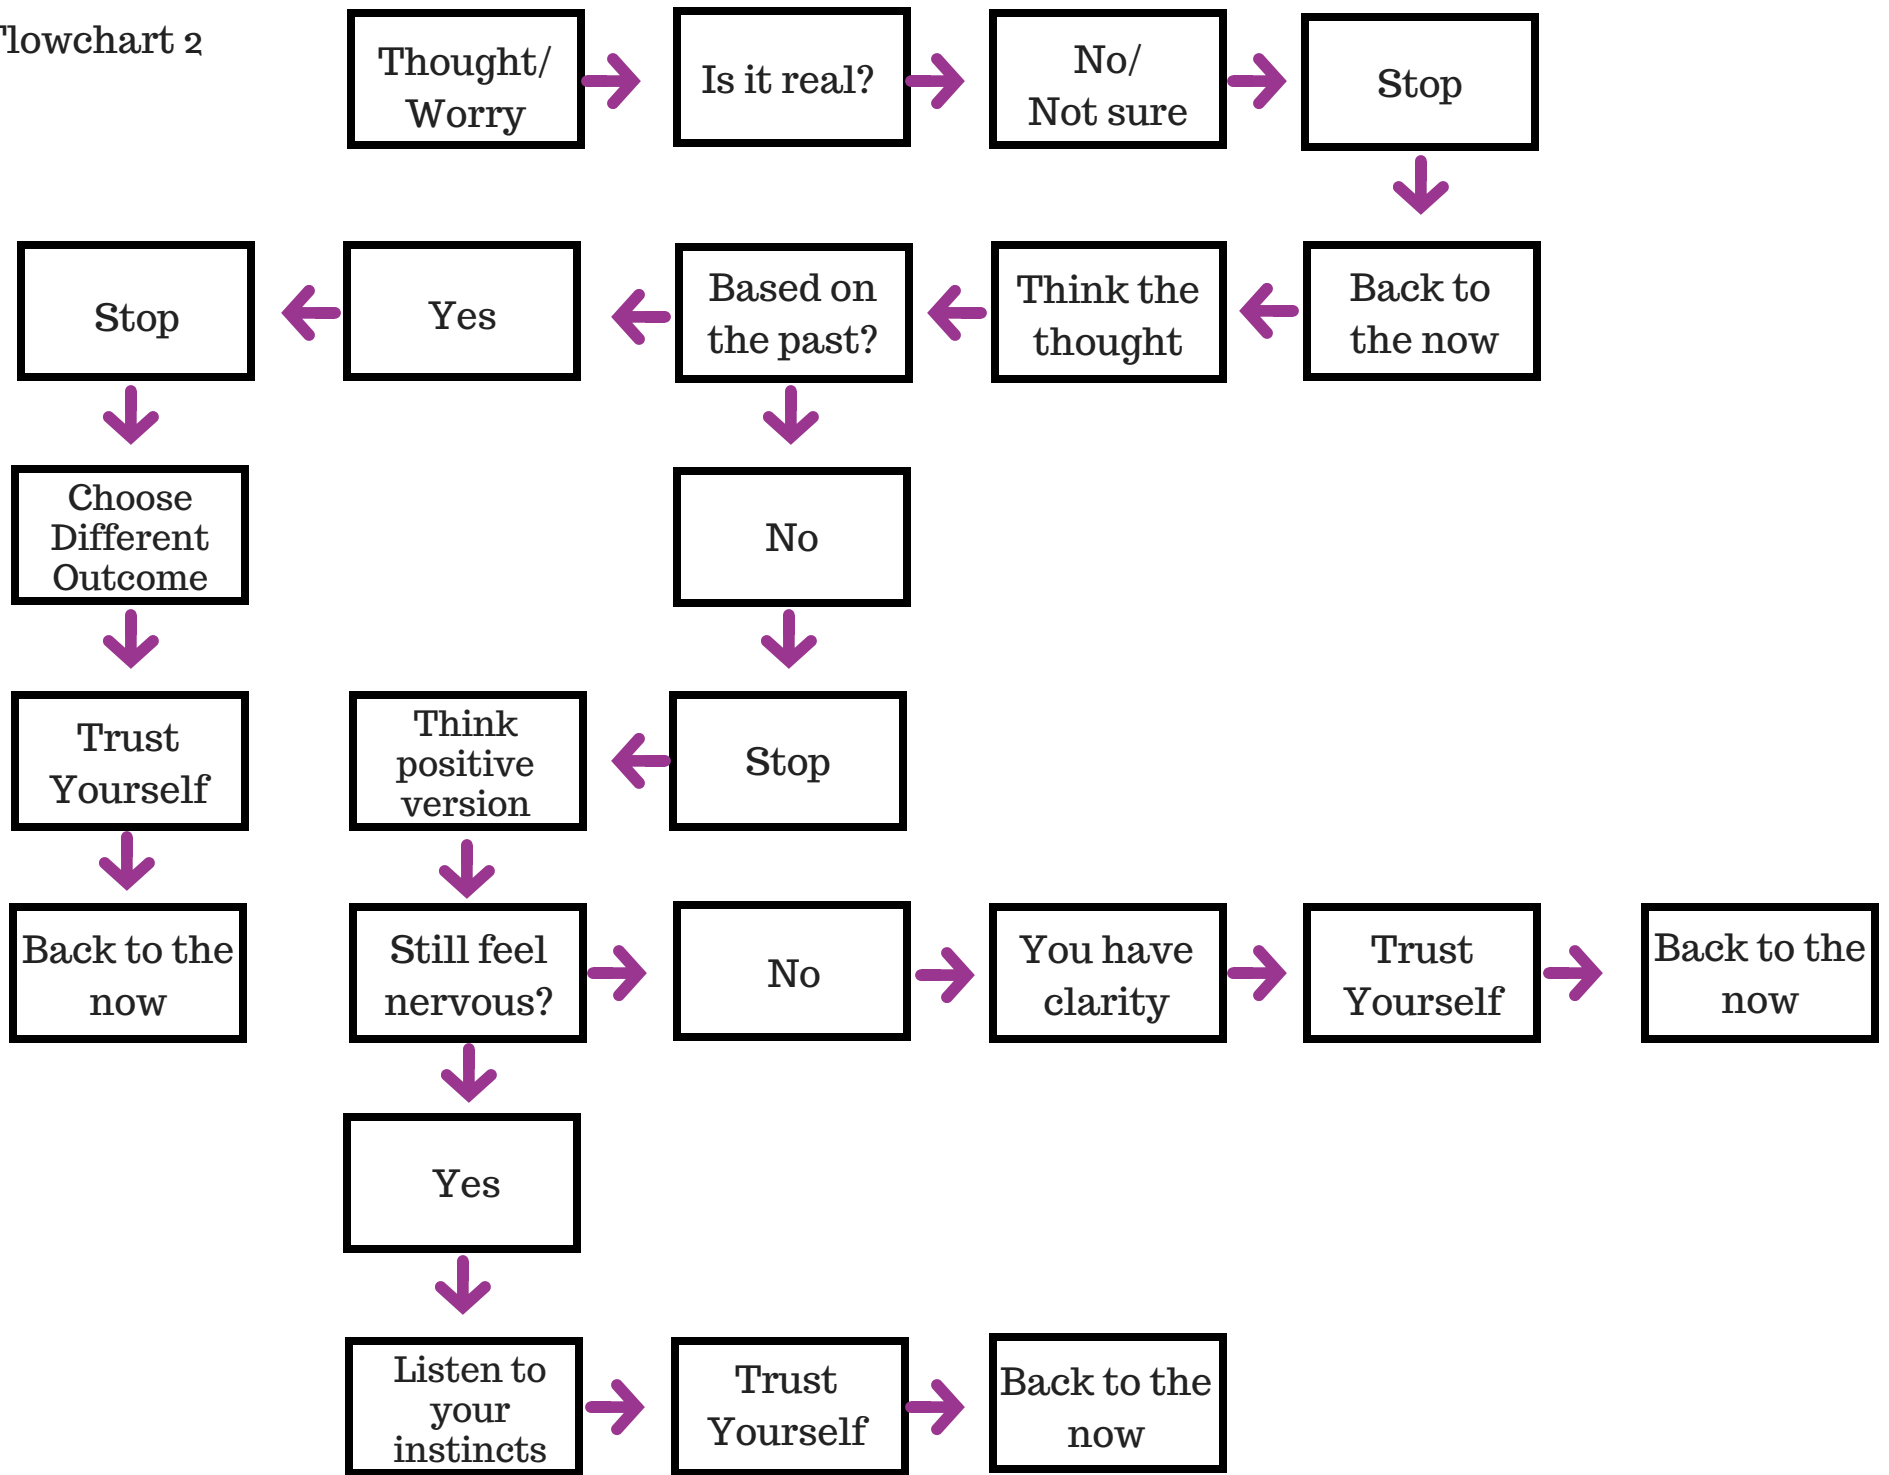 Flowchart 2
Thought/
Worry
Is it real?
No/
Not sure
Stop
Stop
Yes
Based on
the past?
Think the
thought
Back to
the now
Choose
Different
Outcome
No
Trust
Yourself
Think
positive
version
Stop
Back to the
now
Still feel
nervous?
No
You have
clarity
Trust
Yourself
Back to the
now
Yes
Listen to
your
instincts
Trust
Yourself
Back to the
now